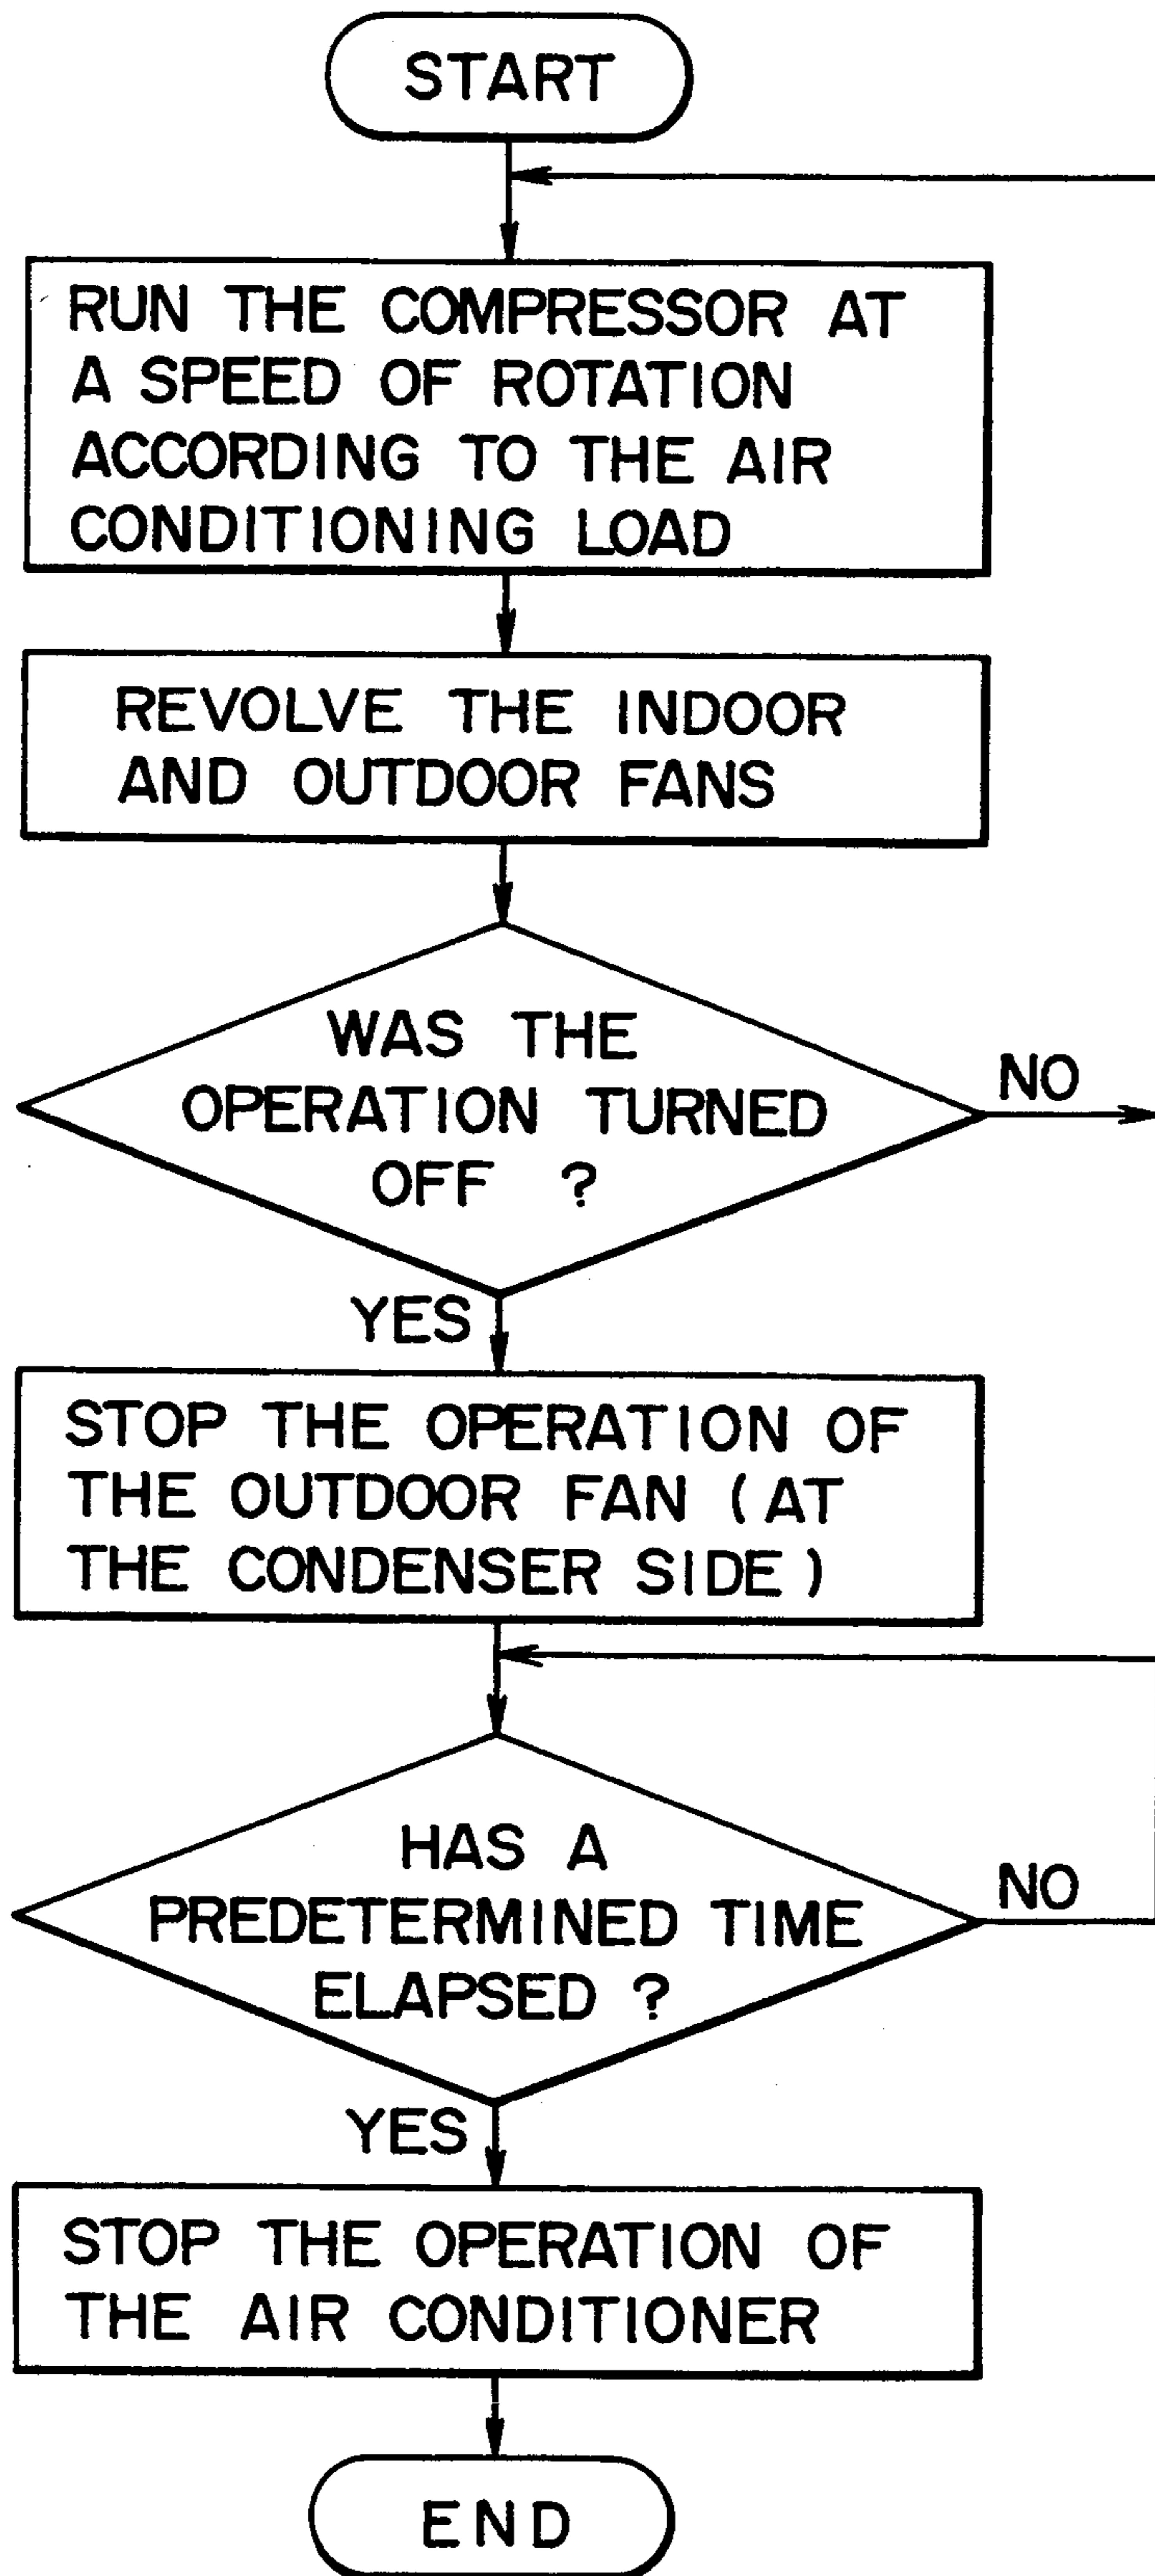 START
RUN THE COMPRESSOR AT
A SPEED OF ROTATION
ACCORDING TO THE AIR
CONDITIONING LOAD
REVOLVE THE INDOOR
AND OUTDOOR FANS
WAS THE
OPERATION TURNED
OFF ?
NO
YES
STOP THE OPERATION OF
THE OUTDOOR FAN (AT
THE CONDENSER SIDE)
HAS A
PREDETERMINED TIME
ELAPSED ?
NO
YES
STOP THE OPERATION OF
THE AIR CONDITIONER
END